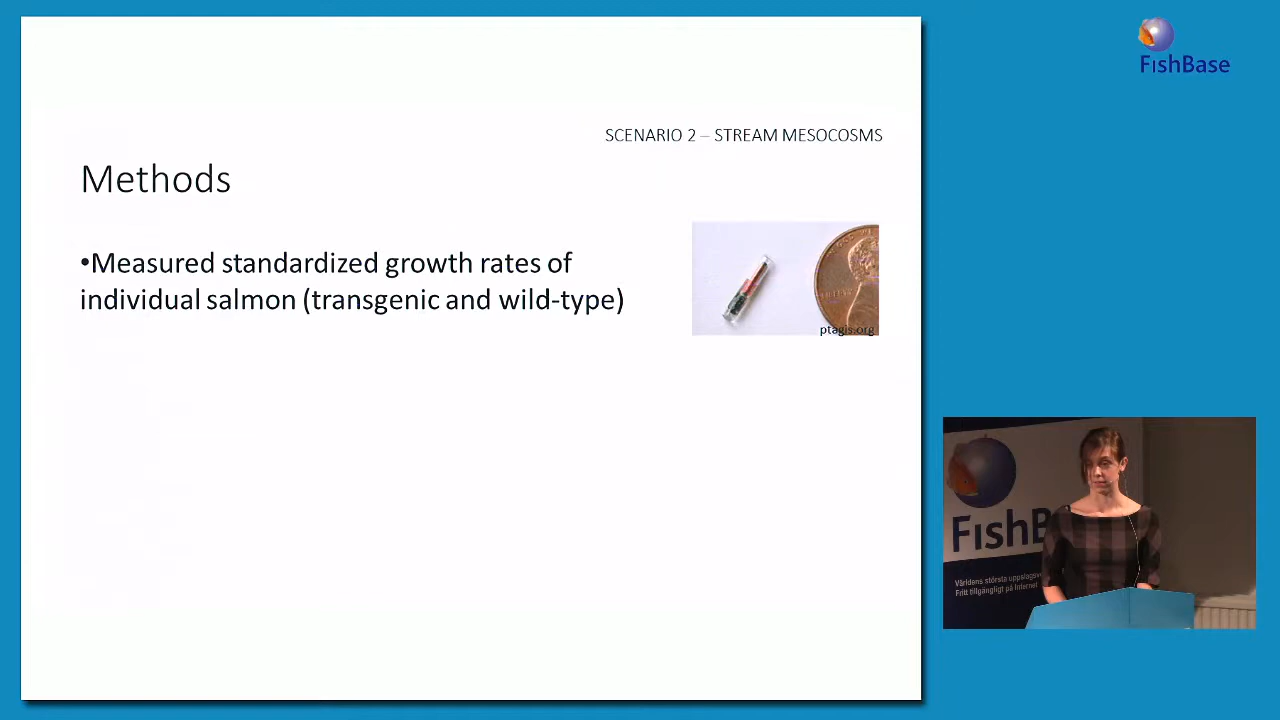 FishBase
SCENARIO 2 – STREAM MESOCOSMS
Methods
•Measured standardized growth rates of
individual salmon (transgenic and wild-type)
ptagis.org
FishB
Världens största uppslagsv
Fritt tillgängligt på Internet